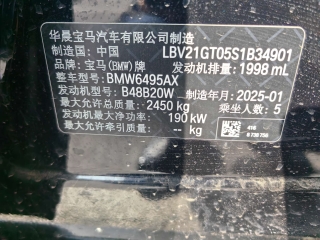 华晨宝马汽车有限公司制造
制造国：中国 LBV21GT05S1B34901
品牌：宝马(BMW)牌 发动机排量：1998 mL
整车型号：BMW6495AX
发动机型号：B48B20W 制造年月：2025-01
最大允许总质量：2450 kg 乘坐人数：5
发动机最大净功率：190 kW
最大允许牵引质量：-- kg